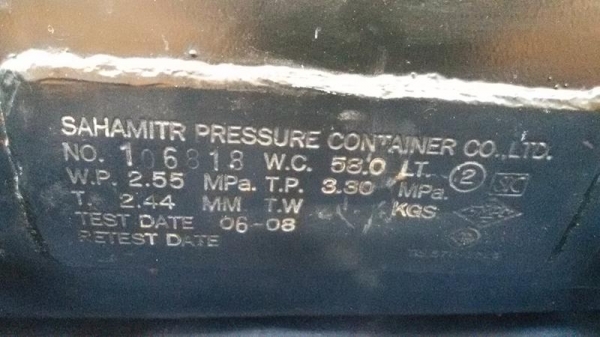 SAHAMITR PRESSURE CONTAINER CO.,LTD.
NO. 106818 W.C. 58.0 LT. 2
W.P. 2.55 MPa. T.P. 3.30 MPa.
T. 2.44 MM T.W KGS
TEST DATE 06-08
RETEST DATE